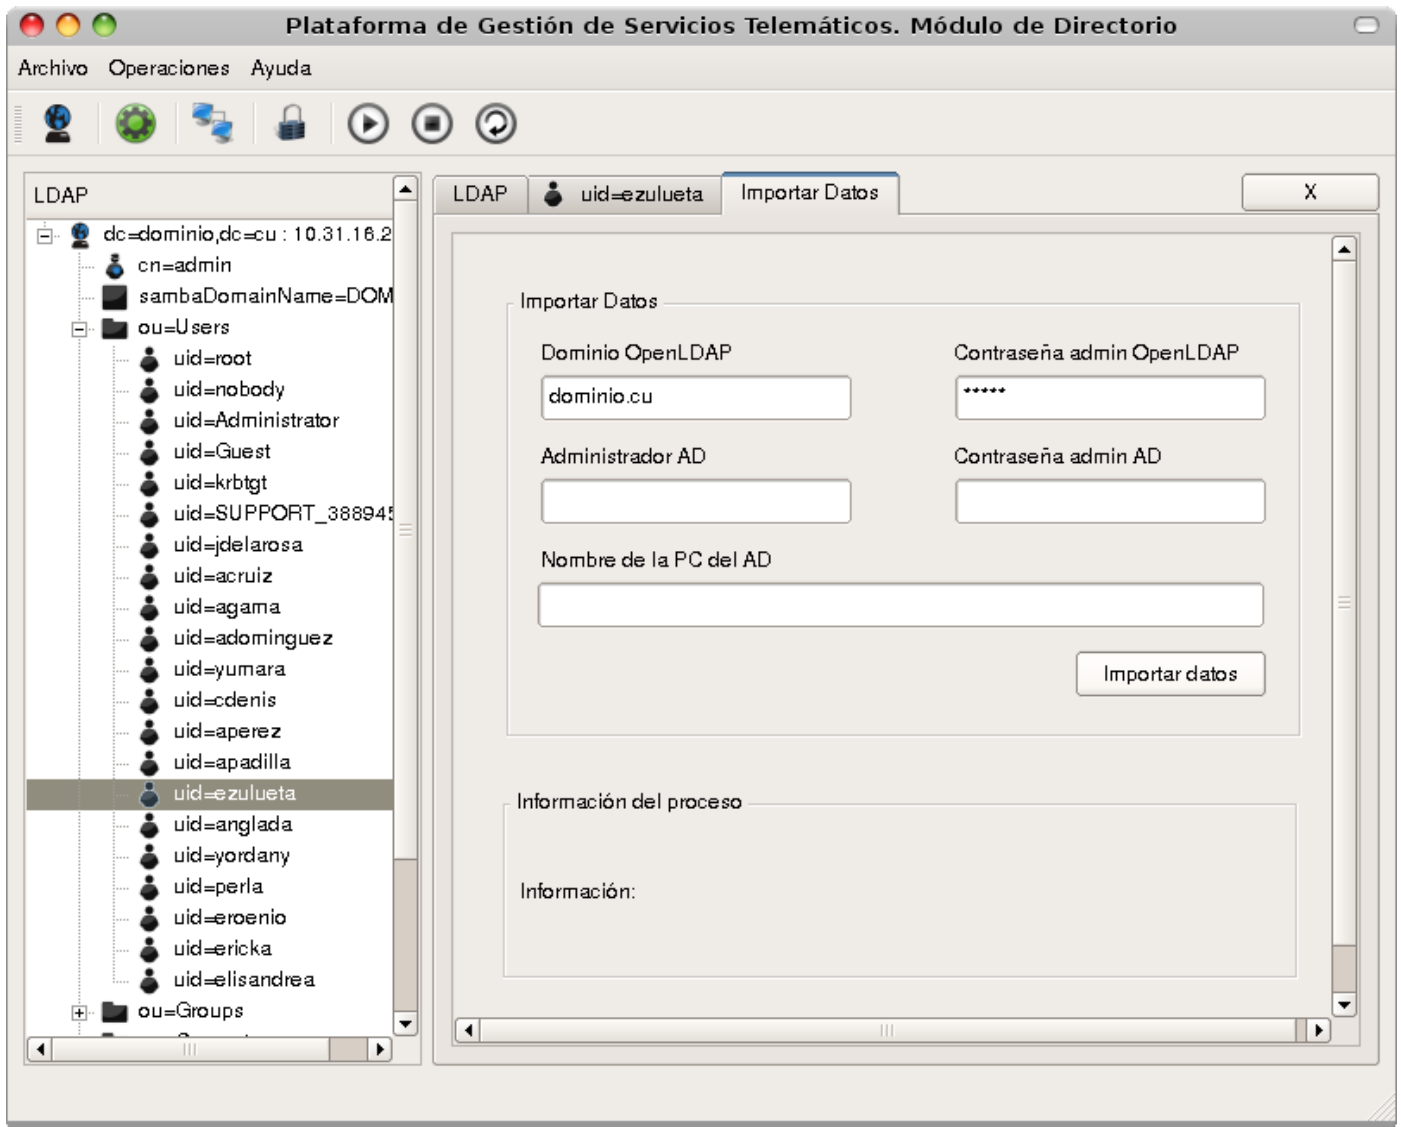 Plataforma de Gestión de Servicios Telemáticos. Módulo de Directorio
Archivo Operaciones Ayuda
LDAP
dc=dominio,dc=cu : 10.31.16.2
cn=admin
sambaDomainName=DOM
ou=Users
uid=root
uid=nobody
uid=Administrator
uid=Guest
uid=krbtgt
uid=SUPPORT_388945
uid=jdelarosa
uid=acruiz
uid=agama
uid=adominguez
uid=yumara
uid=cdenis
uid=aperez
uid=apadilla
uid=ezulueta
uid=anglada
uid=yordany
uid=perla
uid=eroenio
uid=ericka
uid=elisandrea
ou=Groups
LDAP uid=ezulueta Importar Datos X
Importar Datos
Dominio OpenLDAP Contraseña admin OpenLDAP
dominio.cu *****
Administrador AD Contraseña admin AD
Nombre de la PC del AD
Importar datos
Información del proceso
Información: